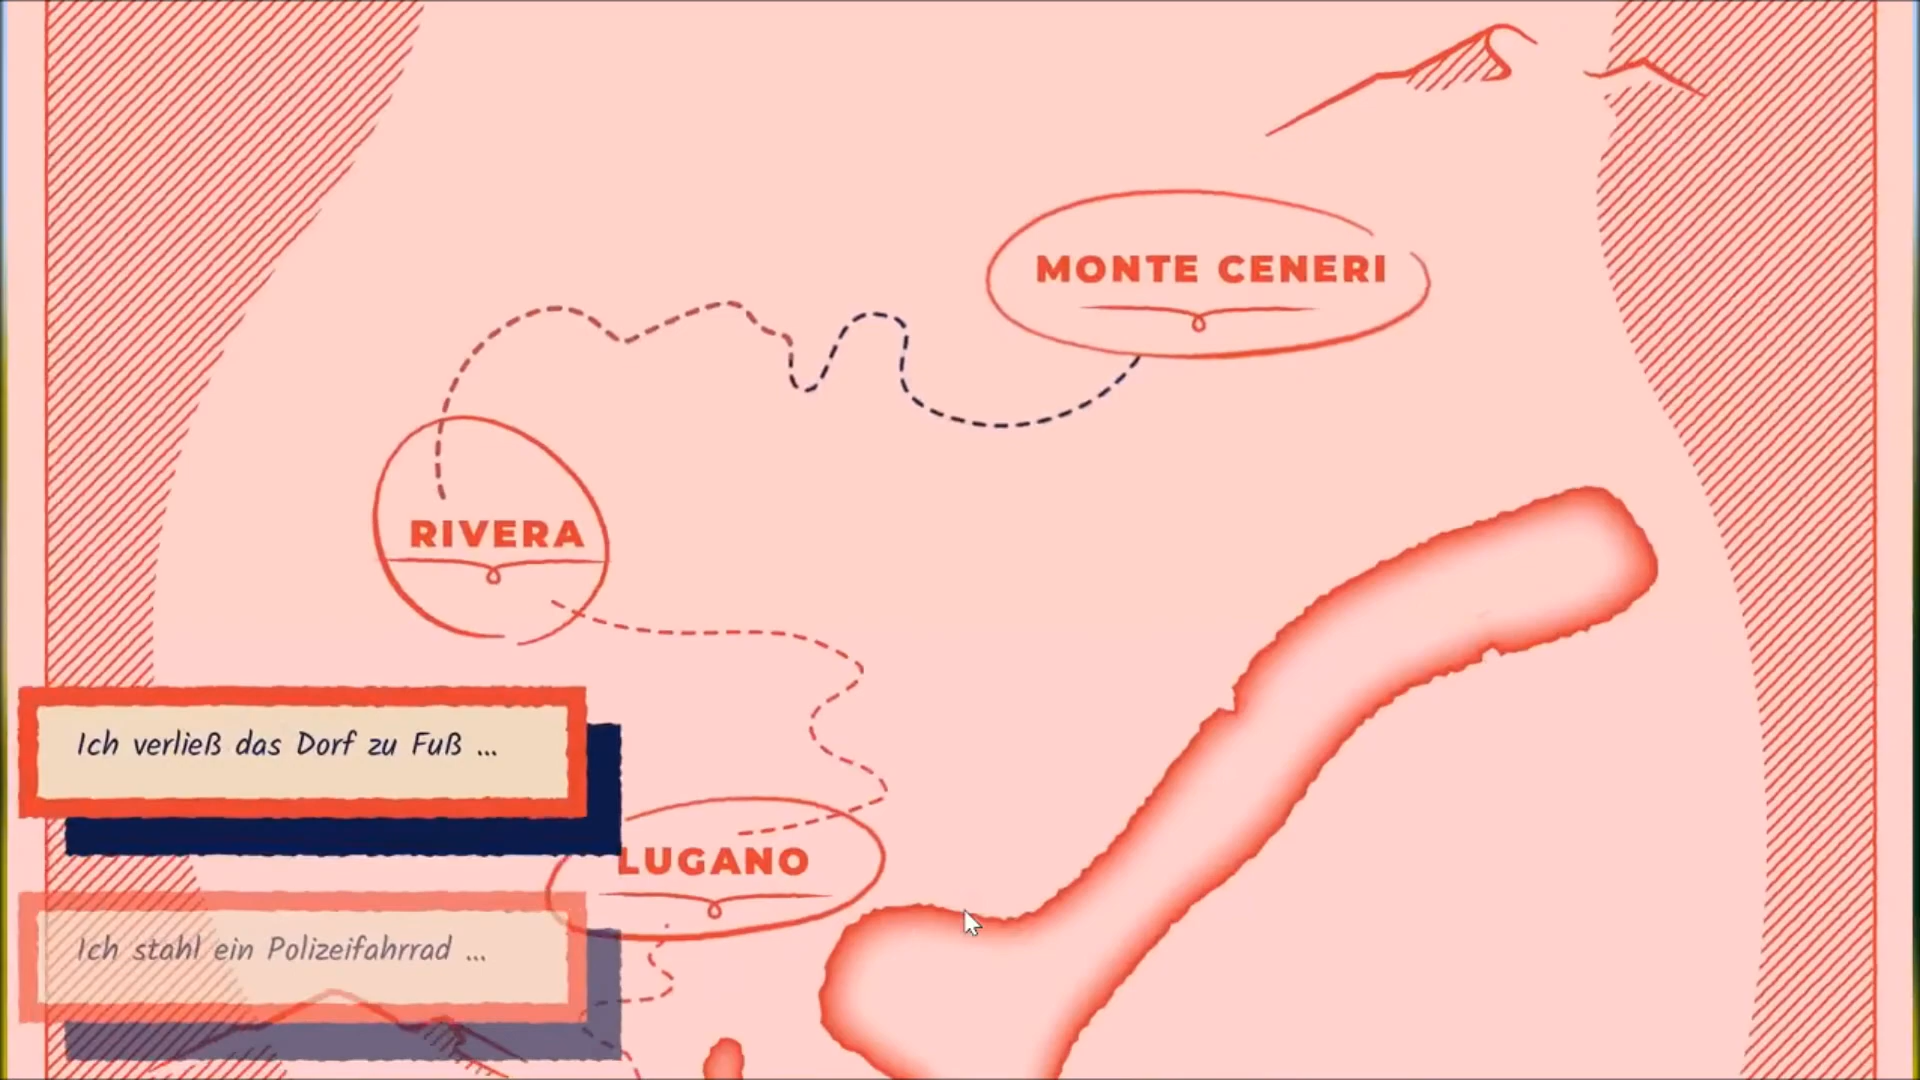 MONTE CENERI
RIVERA
Ich verließ das Dorf zu Fuß ...
LUGANO
Ich stahl ein Polizeifahrrad ...